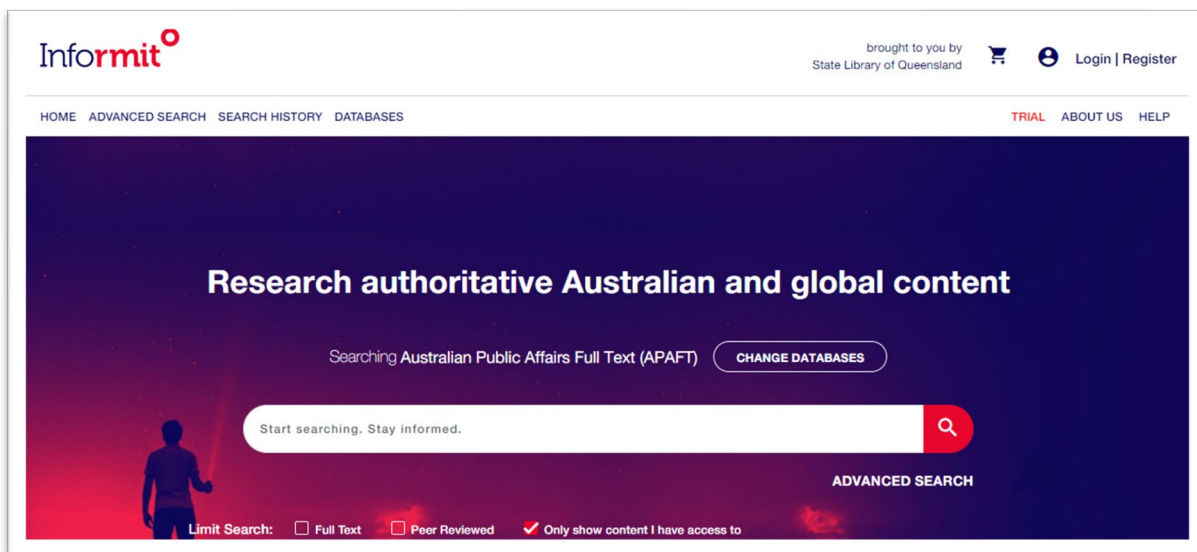 Informit
brought to you by
State Library of Queensland
Login | Register
HOME ADVANCED SEARCH SEARCH HISTORY DATABASES
TRIAL ABOUT US HELP
Research authoritative Australian and global content
Searching Australian Public Affairs Full Text (APAFT) CHANGE DATABASES
Start searching. Stay informed.
ADVANCED SEARCH
Limit Search: Full Text Peer Reviewed Only show content I have access to